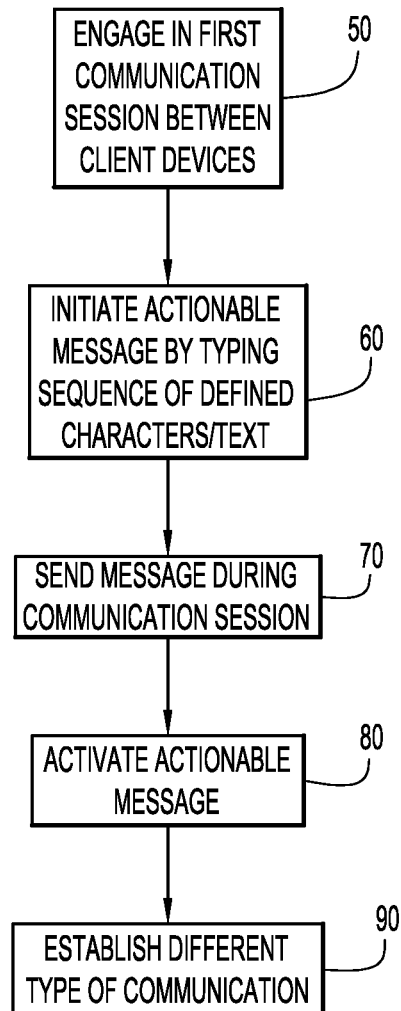 ENGAGE IN FIRST
COMMUNICATION
SESSION BETWEEN
CLIENT DEVICES
50
INITIATE ACTIONABLE
MESSAGE BY TYPING
SEQUENCE OF DEFINED
CHARACTERS/TEXT
60
SEND MESSAGE DURING
COMMUNICATION SESSION
70
ACTIVATE ACTIONABLE
MESSAGE
80
ESTABLISH DIFFERENT
TYPE OF COMMUNICATION
90